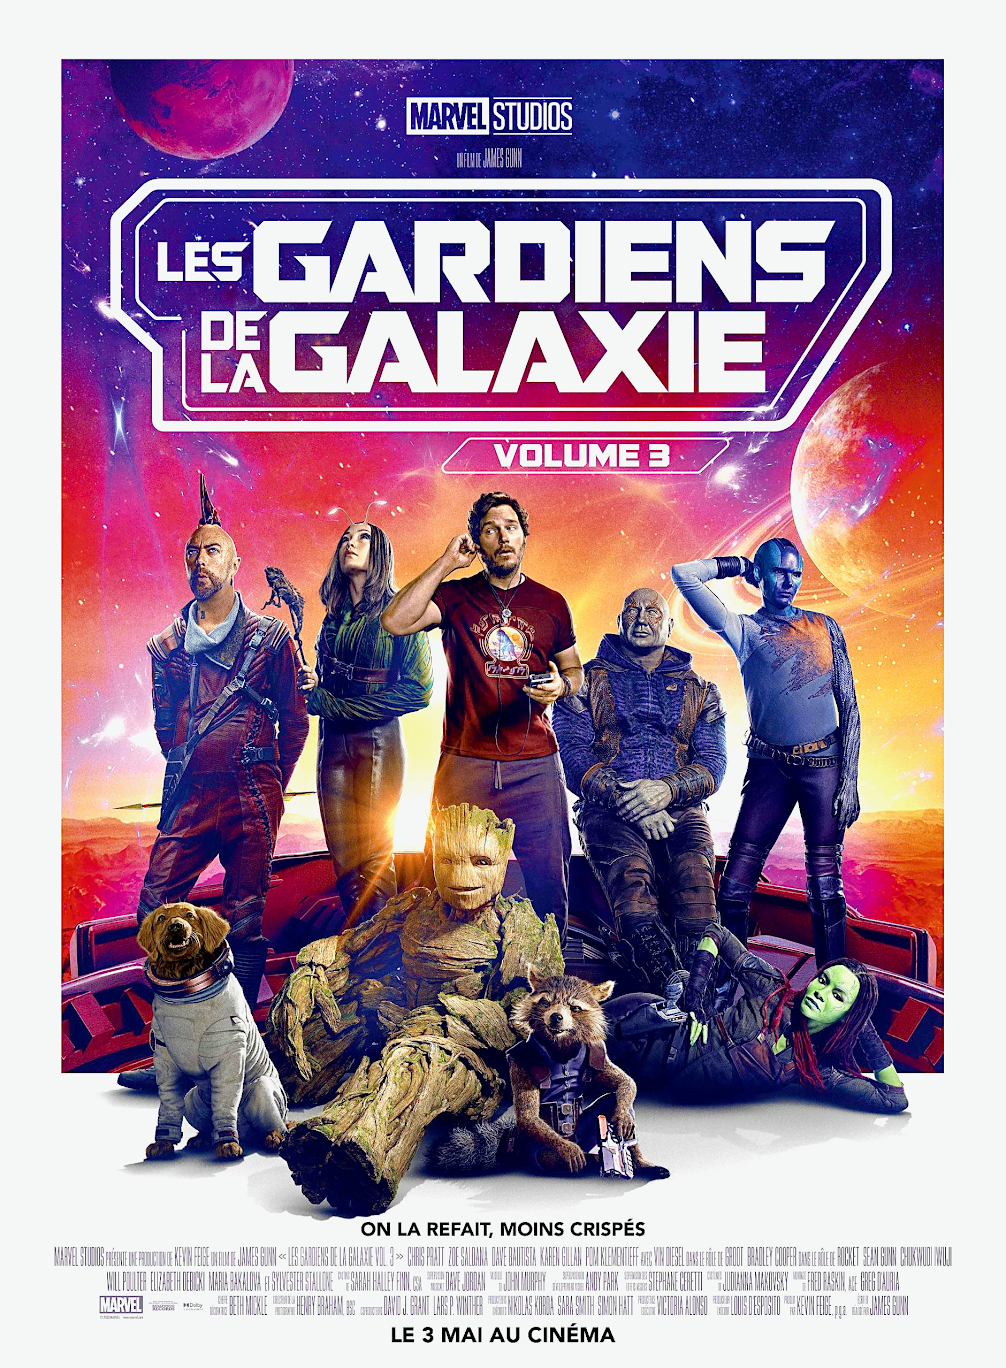 MARVEL STUDIOS
UN FILM DE JAMES GUNN
LES GARDIENS
DE LA GALAXIE
VOLUME 3
ON LA REFAIT, MOINS CRISPÉS
MARVEL STUDIOS PRÉSENTE UNE PRODUCTION DE KEVIN FEIGE UN FILM DE JAMES GUNN « LES GARDIENS DE LA GALAXIE VOL. 3 » CHRIS PRATT ZOE SALDAÑA DAVE BAUTISTA KAREN GILLAN POM KLEMENTIEFF AVEC VIN DIESEL DANS LE RÔLE DE GROOT BRADLEY COOPER DANS LE RÔLE DE ROCKET SEAN GUNN CHUKWUDI IWUJI
WILL POULTER ELIZABETH DEBICKI MARIA BAKALOVA ET SYLVESTER STALLONE SARAH HALLEY FINN, CSA DAVE JORDAN JOHN MURPHY ANDY PARK STEPHANE CERETTI JUDIANNA MAKOVSKY FRED RASKIN, ACE GREG D'AURIA
MARVEL Dolby BETH MICKLE HENRY BRAHAM, BSC DAVID J. GRANT LARS P. WINTHER NIKOLAS KORDA SARA SMITH SIMON HATT VICTORIA ALONSO LOUIS D'ESPOSITO PAR KEVIN FEIGE, p.g.a. JAMES GUNN
LE 3 MAI AU CINÉMA